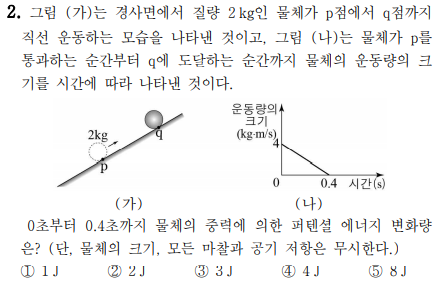 2. 그림 (가)는 경사면에서 질량 2kg인 물체가 p점에서 q점까지
직선 운동하는 모습을 나타낸 것이고, 그림 (나)는 물체가 p를
통과하는 순간부터 q에 도달하는 순간까지 물체의 운동량의 크
기를 시간에 따라 나타낸 것이다.
2kg
p
q
(가)
운동량의
크기
(kg·m/s)
4
0
0.4
시간(s)
(나)
0초부터 0.4초까지 물체의 중력에 의한 퍼텐셜 에너지 변화량
은? (단, 물체의 크기, 모든 마찰과 공기 저항은 무시한다.)
① 1J ② 2J ③ 3J ④ 4J ⑤ 8J